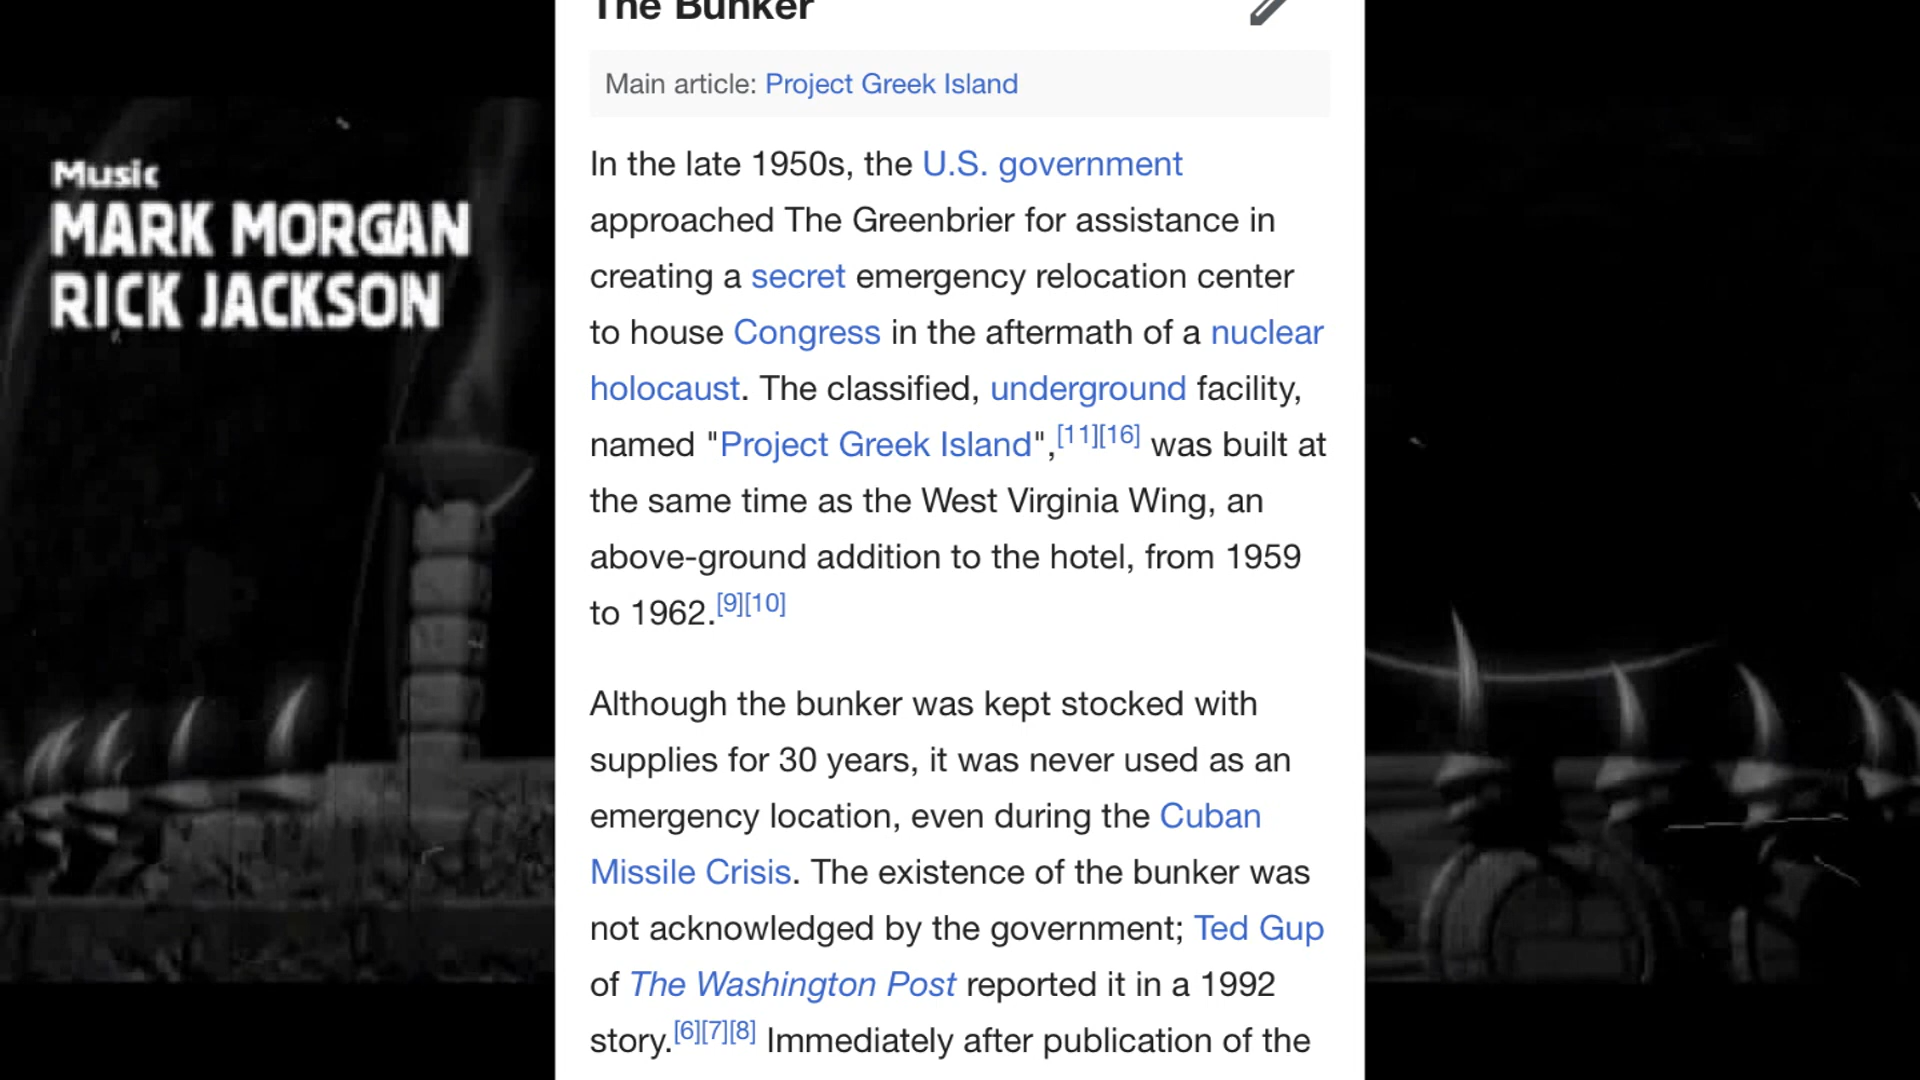 The Bunker
Main article: Project Greek Island
Music
MARK MORGAN
RICK JACKSON
In the late 1950s, the U.S. government
approached The Greenbrier for assistance in
creating a secret emergency relocation center
to house Congress in the aftermath of a nuclear
holocaust. The classified, underground facility,
named "Project Greek Island",[11][16] was built at
the same time as the West Virginia Wing, an
above-ground addition to the hotel, from 1959
to 1962.[9][10]
Although the bunker was kept stocked with
supplies for 30 years, it was never used as an
emergency location, even during the Cuban
Missile Crisis. The existence of the bunker was
not acknowledged by the government; Ted Gup
of The Washington Post reported it in a 1992
story.[6][7][8] Immediately after publication of the